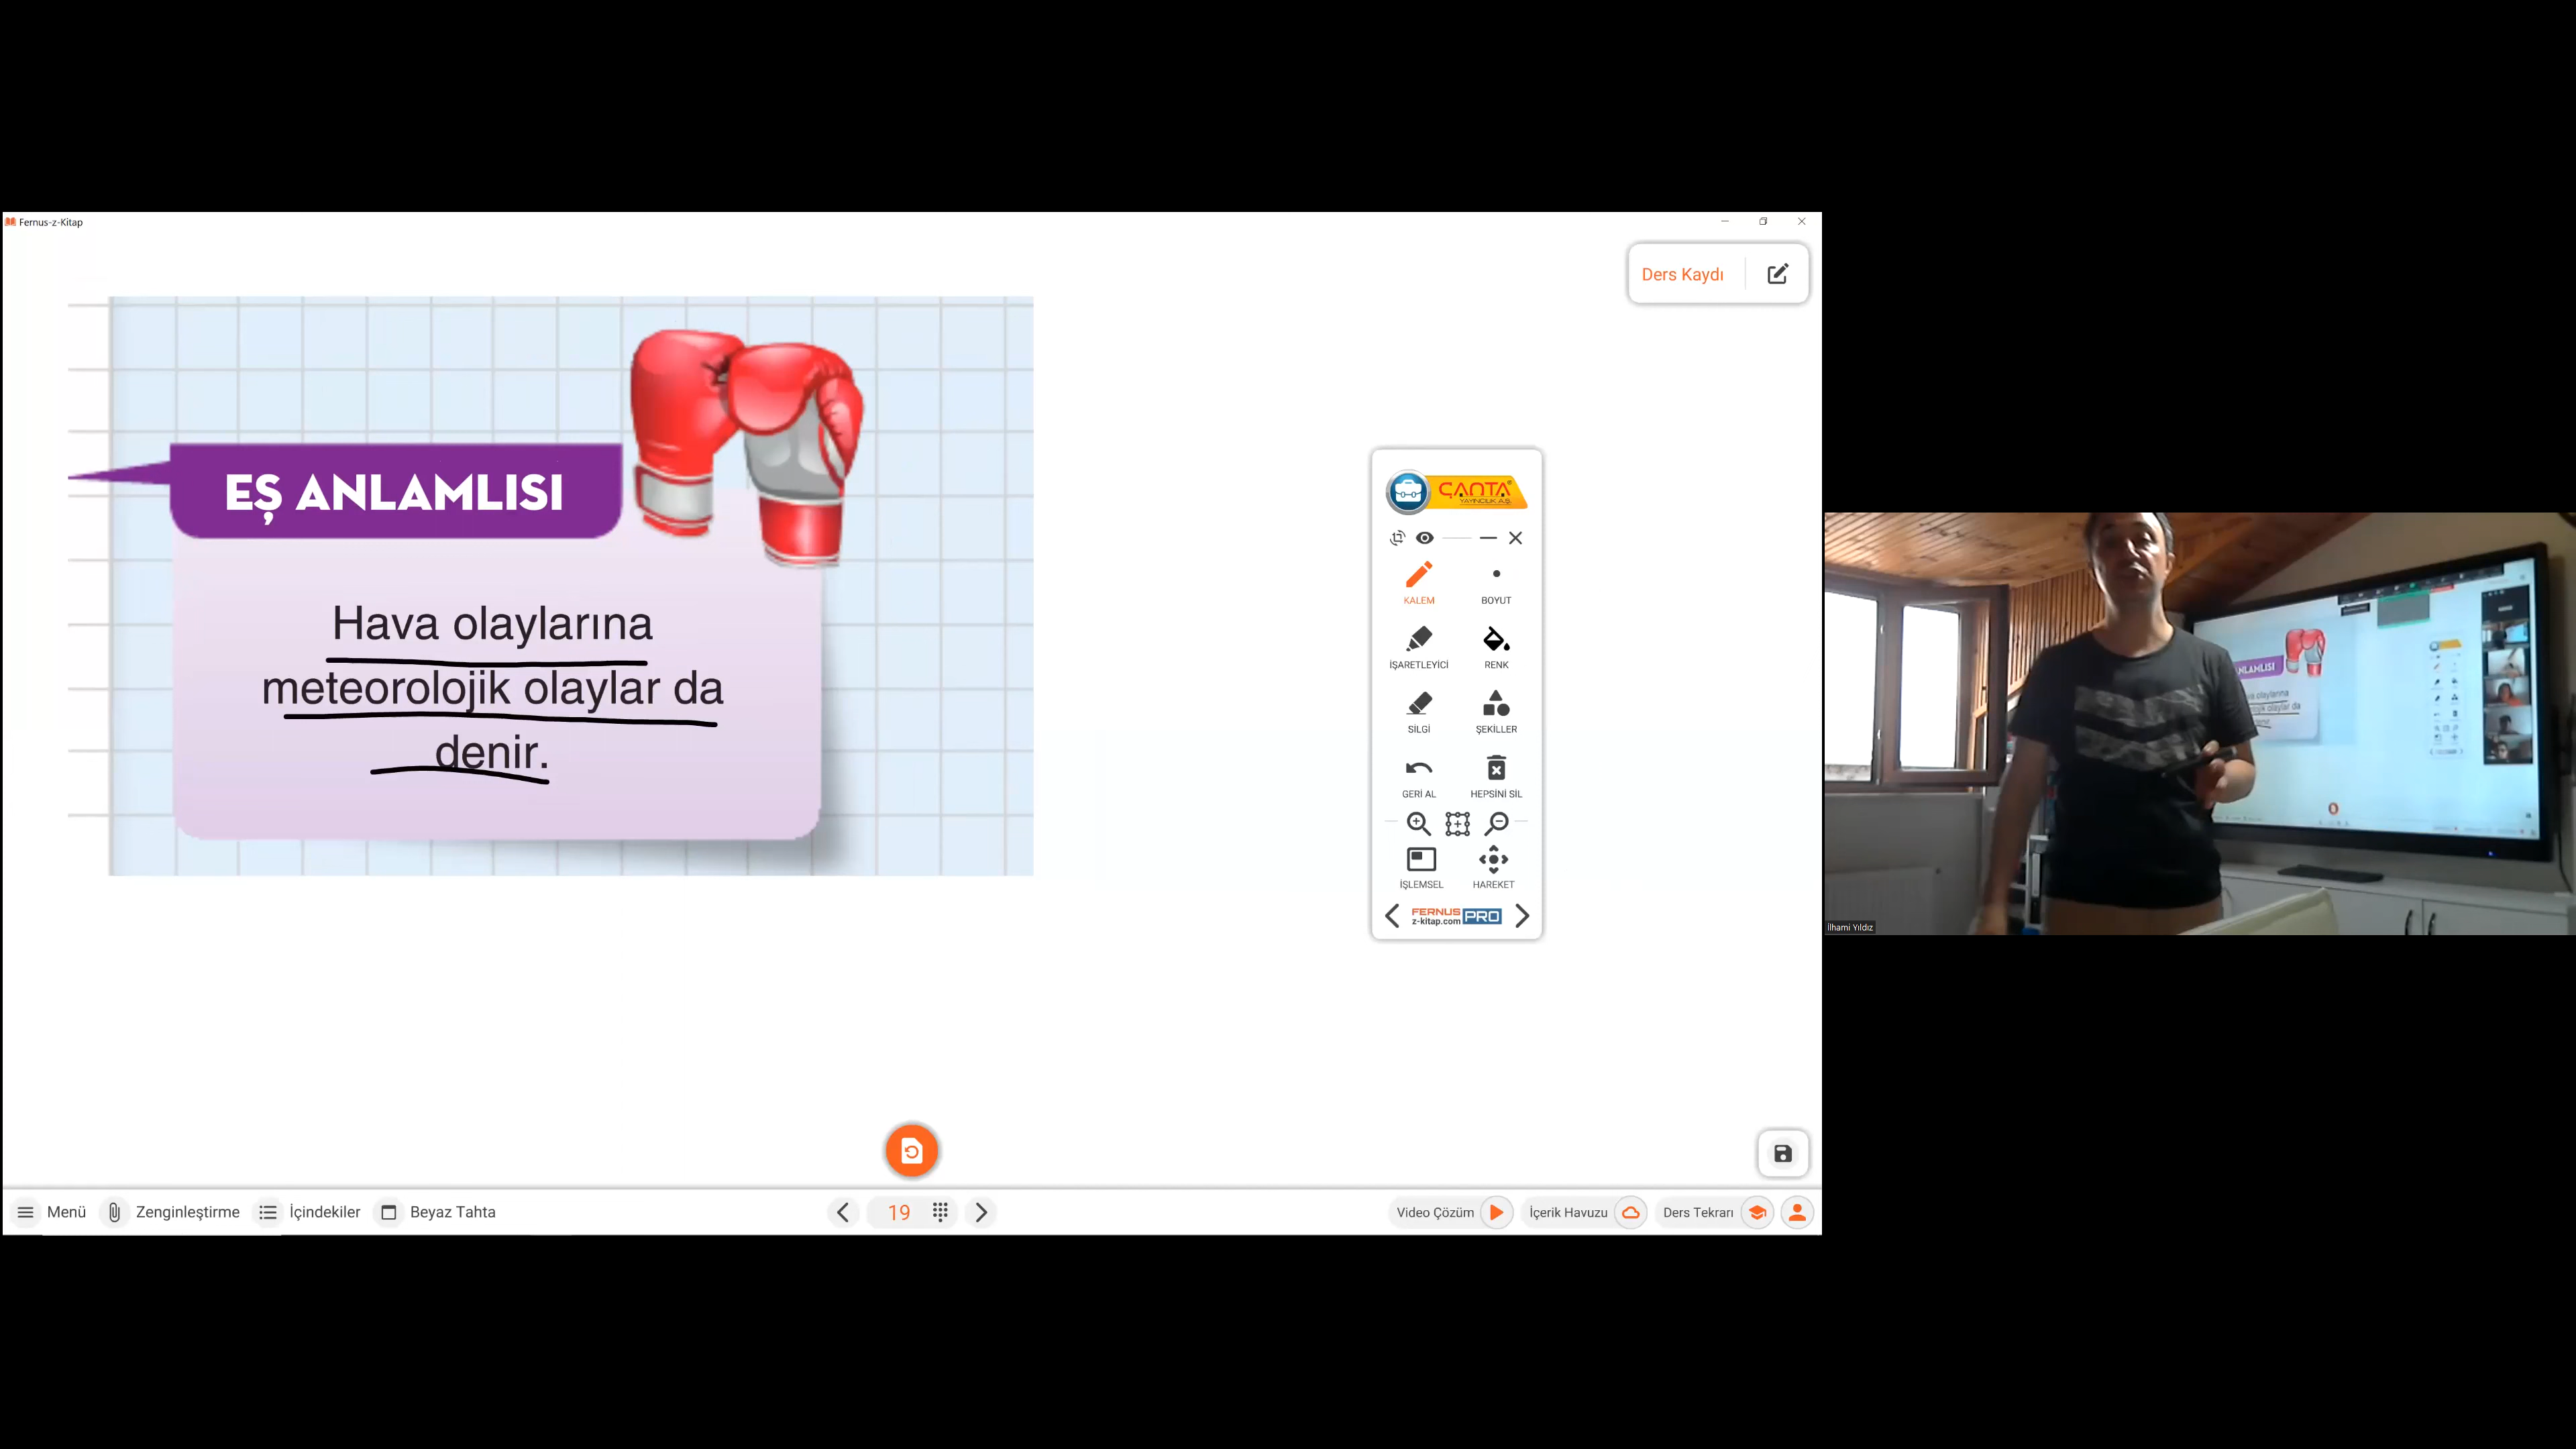 Fernus-z-Kitap
Ders Kaydı
EŞ ANLAMLISI
Hava olaylarına
meteorolojik olaylar da
denir.
ÇANTA
YAYINCILIK A.Ş.
KALEM
BOYUT
İŞARETLEYİCİ
RENK
SİLGİ
ŞEKİLLER
GERİ AL
HEPSİNİ SİL
İŞLEMSEL
HAREKET
FERNUS
z-kitap.com PRO
İlhami Yıldız
Menü
Zenginleştirme
İçindekiler
Beyaz Tahta
19
Video Çözüm
İçerik Havuzu
Ders Tekrarı